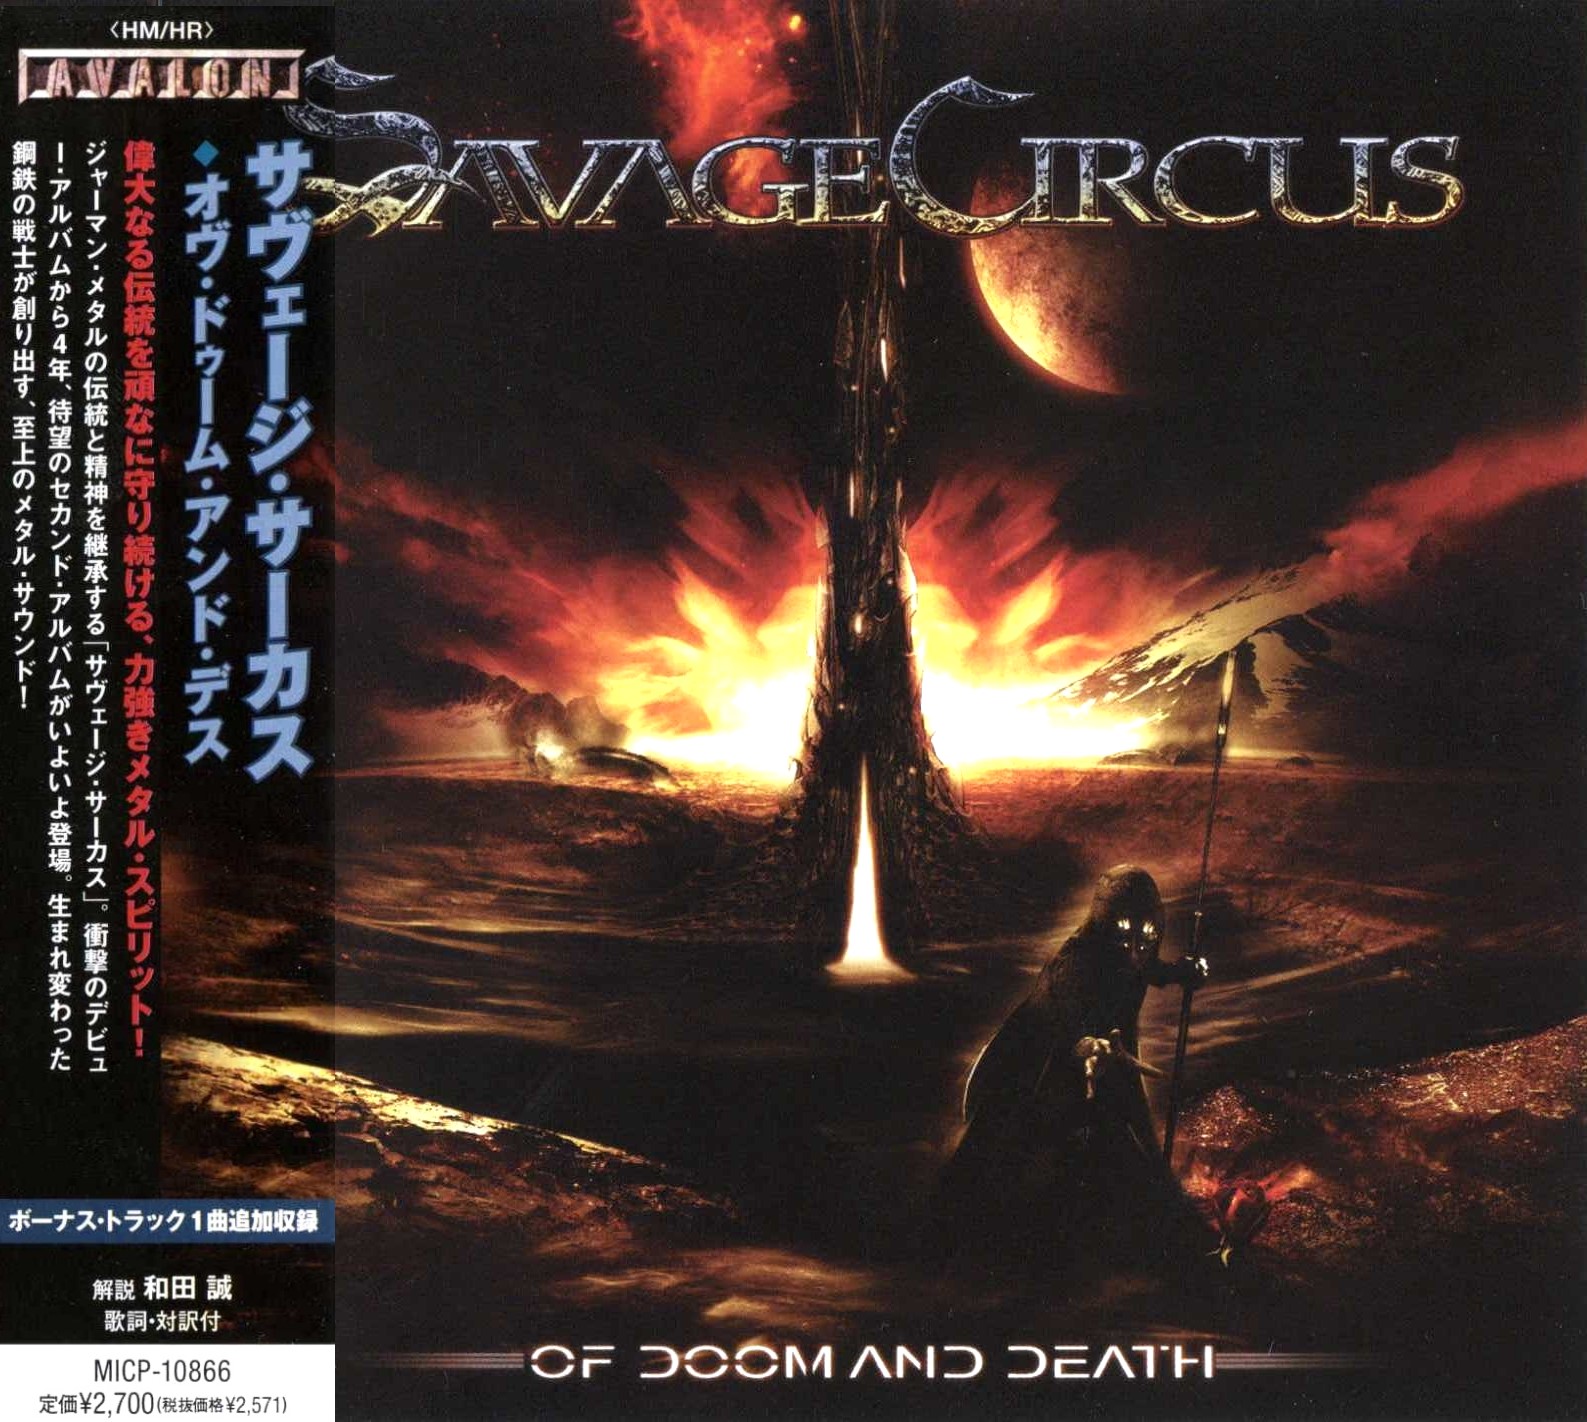 〈HM/HR〉
AVALON
サヴェージ・サーカス
◆オヴ・ドゥーム・アンド・デス
偉大なる伝統を頑なに守り続ける、力強きメタル・スピリット!
ジャーマン・メタルの伝統と精神を継承する「サヴェージ・サーカス」。衝撃のデビュ
ー・アルバムから4年、待望のセカンド・アルバムがいよいよ登場。生まれ変わった
鋼鉄の戦士が創り出す、至上のメタル・サウンド!
ボーナス・トラック1曲追加収録
解説 和田 誠
歌詞・対訳付
MICP-10866
定価¥2,700(税抜価格¥2,571)
SAVAGE CIRCUS
OF DOOM AND DEATH